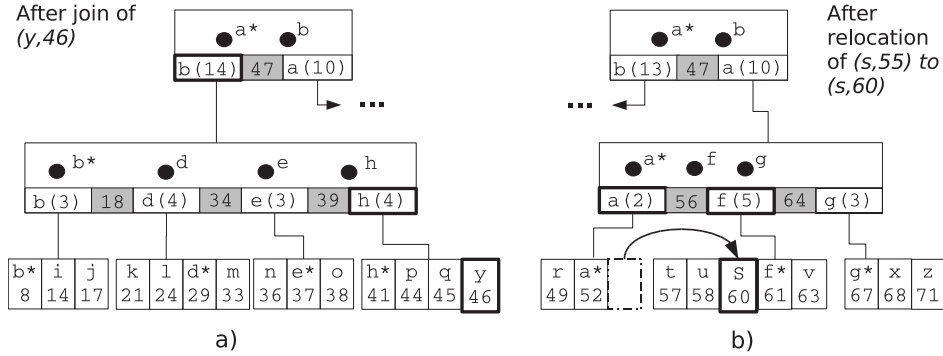 After join of
(y,46)
a* b
b(14) 47 a(10)
...
b* d e h
b(3) 18 d(4) 34 e(3) 39 h(4)
b* i j k l d* m n e* o h* p q y
8 14 17 21 24 29 33 36 37 38 41 44 45 46
a)
After
relocation
of (s,55) to
(s,60)
a* b
b(13) 47 a(10)
...
a* f g
a(2) 56 f(5) 64 g(3)
r a* t u S f* v g* x z
49 52 57 58 60 61 63 67 68 71
b)